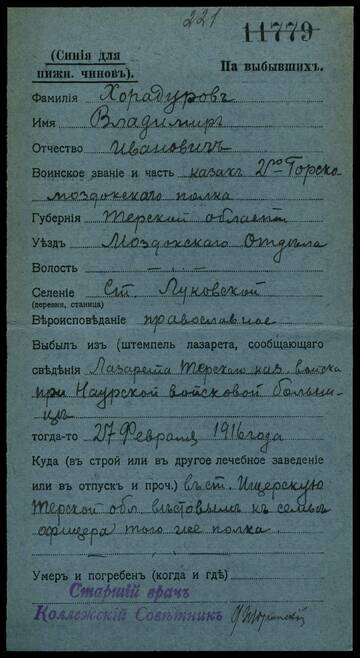 221
11779
(Синія для
нижн. чиновъ).
На выбывшихъ.
Фамилія Хорадуровъ
Имя Владимиръ
Отчество Ивановичъ
Воинское званіе и часть казакъ 2го Горско
моздокскаго полка
Губернія Терской области
Уѣздъ Моздокскаго Отдѣла
Волость — .. —
Селеніе Ст. Луковской
(деревня, станица)
Вѣроисповѣданіе православное
Выбылъ изъ (штемпель лазарета, сообщающаго
свѣдѣнія Лазарета Терскаго каз. войска
при Наурской войсковой больни-
цѣ
тогда-то 27 Февраля 1916 года
Куда (въ строй или въ другое лечебное заведеніе
или въ отпускъ и проч.) въ ст. Ищерскую
Терской обл. вѣстовымъ къ семьѣ
офицера того же полка.
Умеръ и погребенъ (когда и гдѣ)
Старшій врачъ
Коллежскій Совѣтникъ